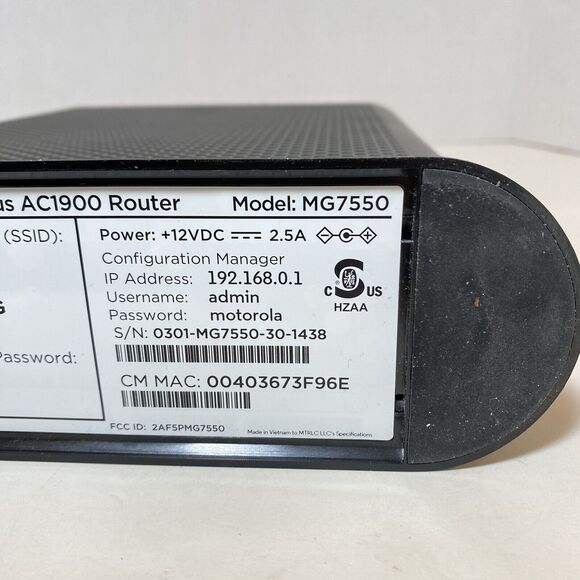 us AC1900 Router Model: MG7550
(SSID):
Power: +12VDC 2.5A
Configuration Manager
IP Address: 192.168.0.1
Username: admin
Password: motorola
S/N: 0301-MG7550-30-1438
C US
HZAA
G
Password:
CM MAC: 00403673F96E
FCC ID: 2AF5PMG7550
Made in Vietnam to MTRLC LLC's Specifications